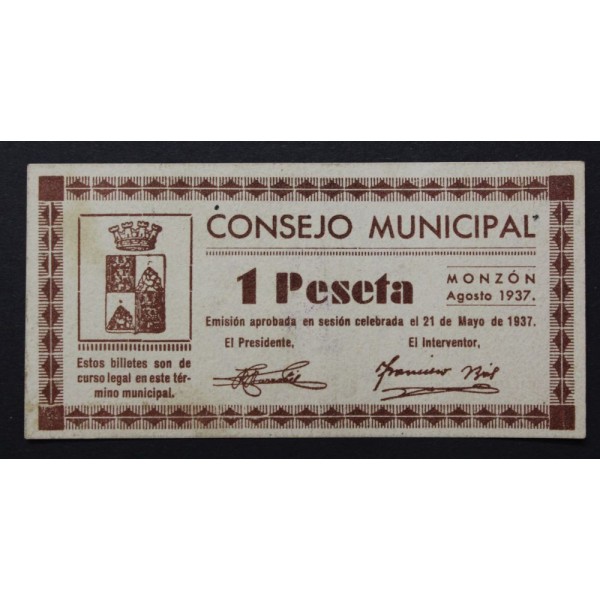 CONSEJO MUNICIPAL
1 Peseta
MONZÓN
Agosto 1937.
Emisión aprobada en sesión celebrada el 21 de Mayo de 1937.
El Presidente,
El Interventor,
Francisco
Estos billetes son de
curso legal en este tér-
mino municipal.